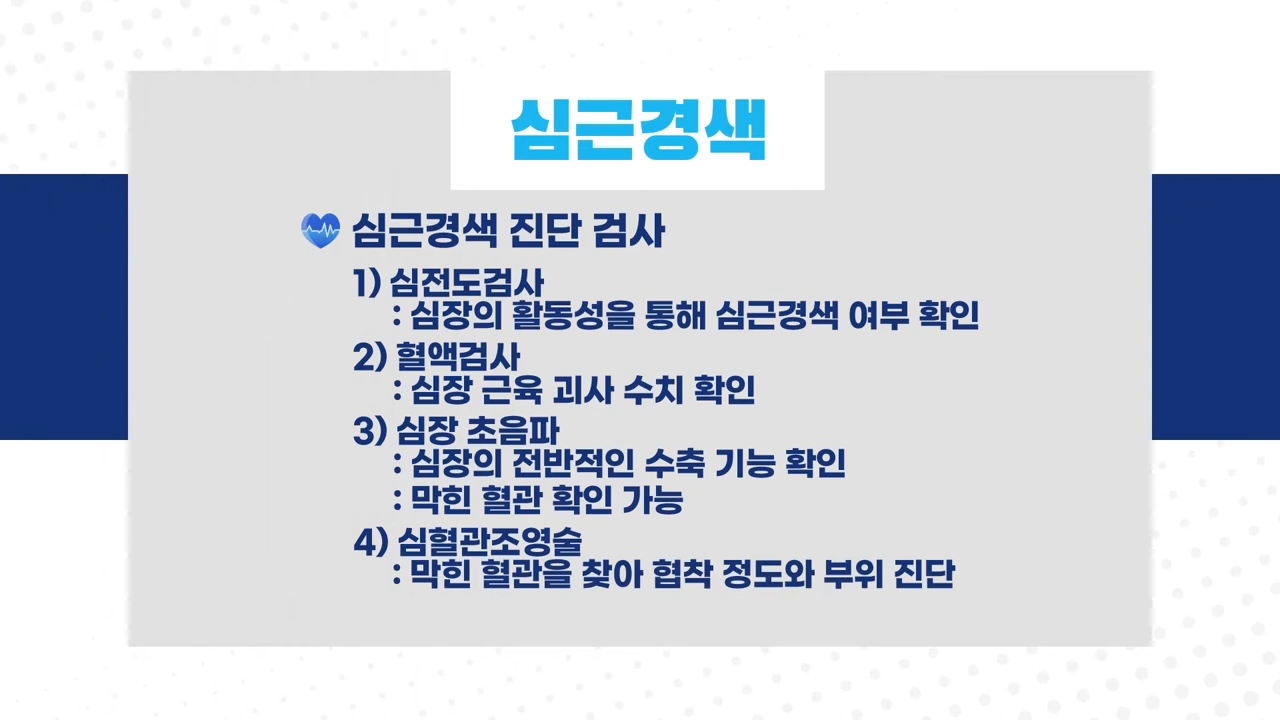 심근경색
심근경색 진단 검사
1) 심전도검사
: 심장의 활동성을 통해 심근경색 여부 확인
2) 혈액검사
: 심장 근육 괴사 수치 확인
3) 심장 초음파
: 심장의 전반적인 수축 기능 확인
: 막힌 혈관 확인 가능
4) 심혈관조영술
: 막힌 혈관을 찾아 협착 정도와 부위 진단